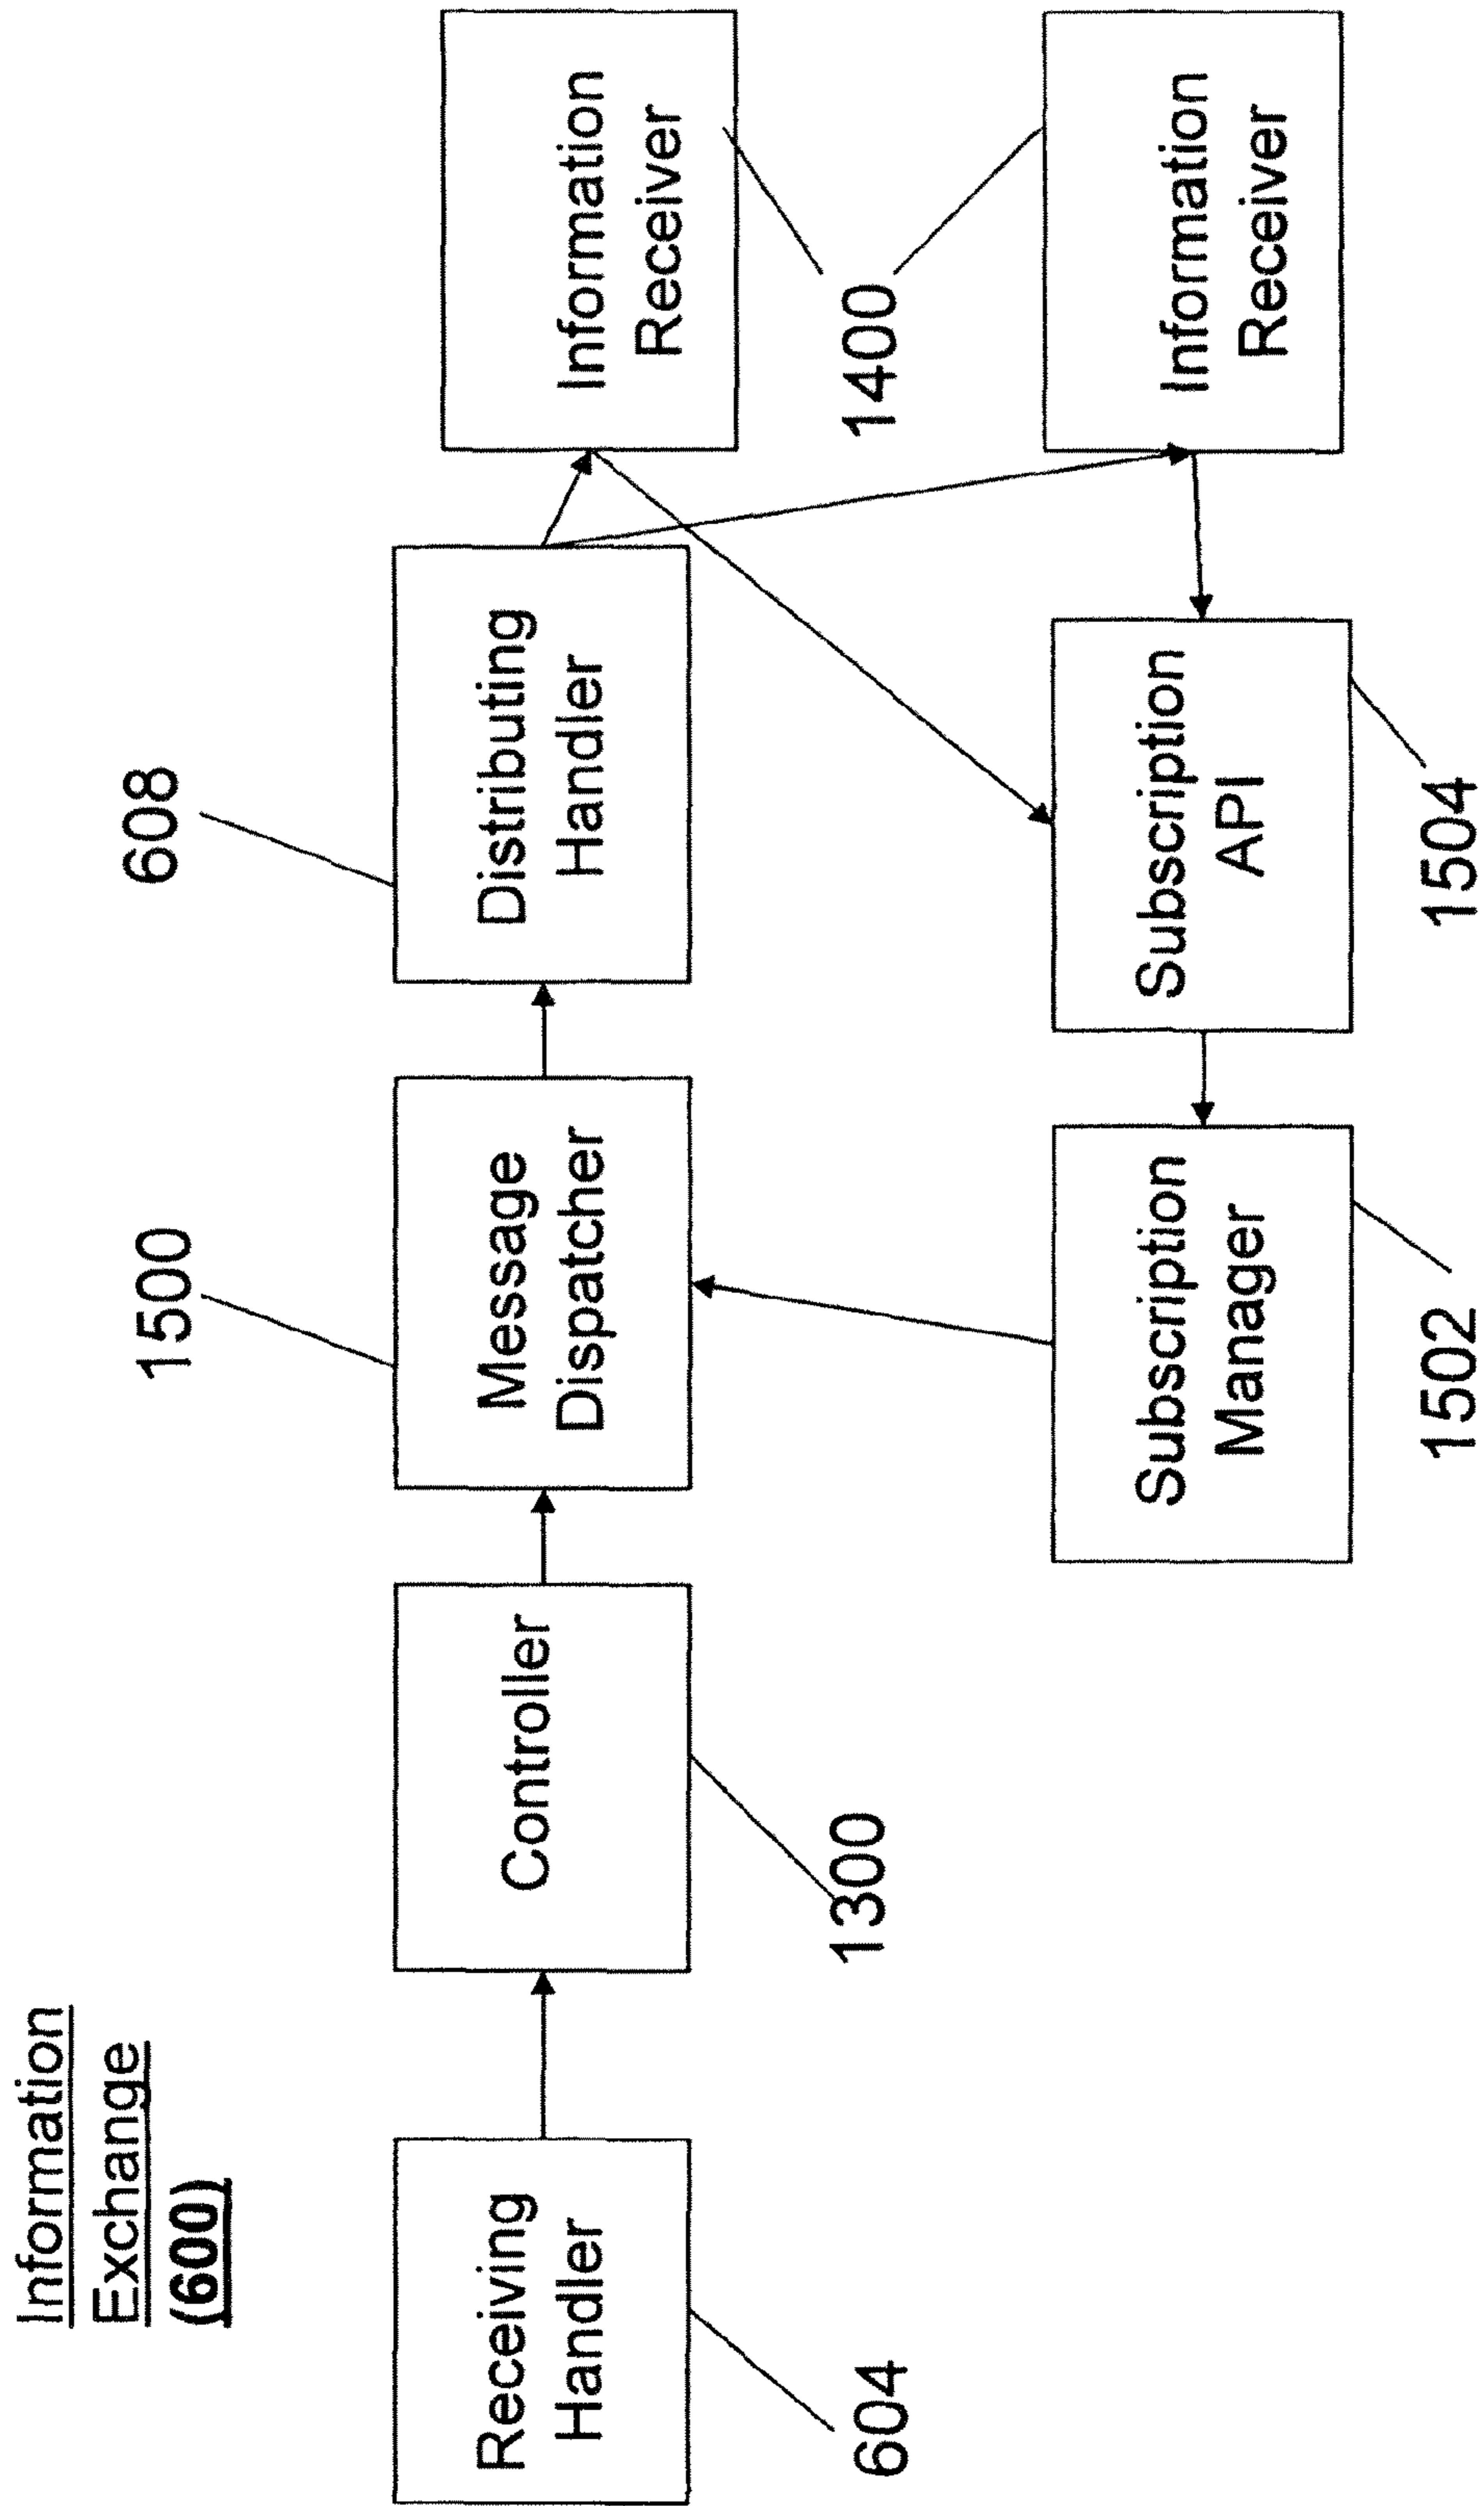 Information
Exchange
(600)
608
1500
Receiving
Handler
Controller
Message
Dispatcher
Distributing
Handler
Information
Receiver
604
1300
1400
Subscription
Manager
Subscription
API
Information
Receiver
1502
1504